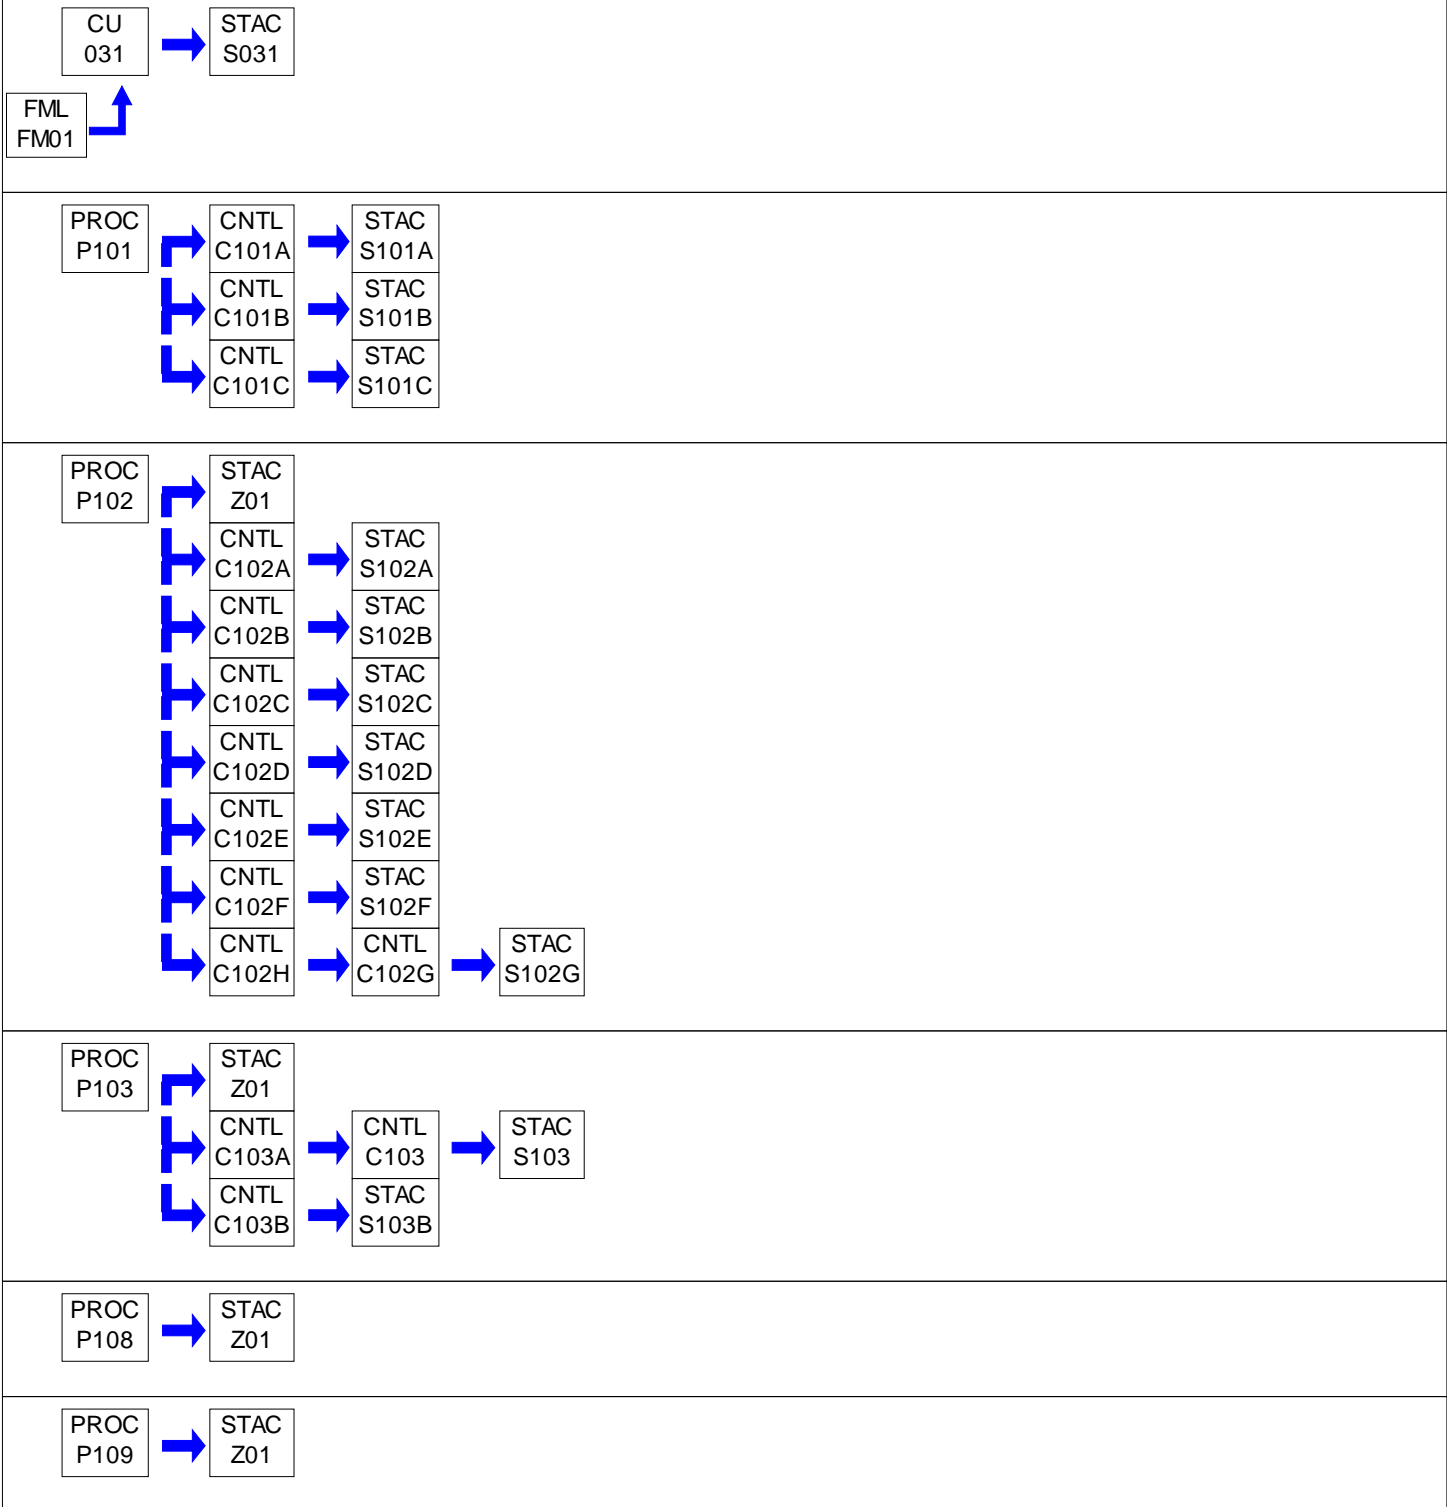 CU
031
STAC
S031
FML
FM01
PROC
P101
CNTL
C101A
STAC
S101A
CNTL
C101B
STAC
S101B
CNTL
C101C
STAC
S101C
PROC
P102
STAC
Z01
CNTL
C102A
STAC
S102A
CNTL
C102B
STAC
S102B
CNTL
C102C
STAC
S102C
CNTL
C102D
STAC
S102D
CNTL
C102E
STAC
S102E
CNTL
C102F
STAC
S102F
CNTL
C102H
CNTL
C102G
STAC
S102G
PROC
P103
STAC
Z01
CNTL
C103A
CNTL
C103
STAC
S103
CNTL
C103B
STAC
S103B
PROC
P108
STAC
Z01
PROC
P109
STAC
Z01